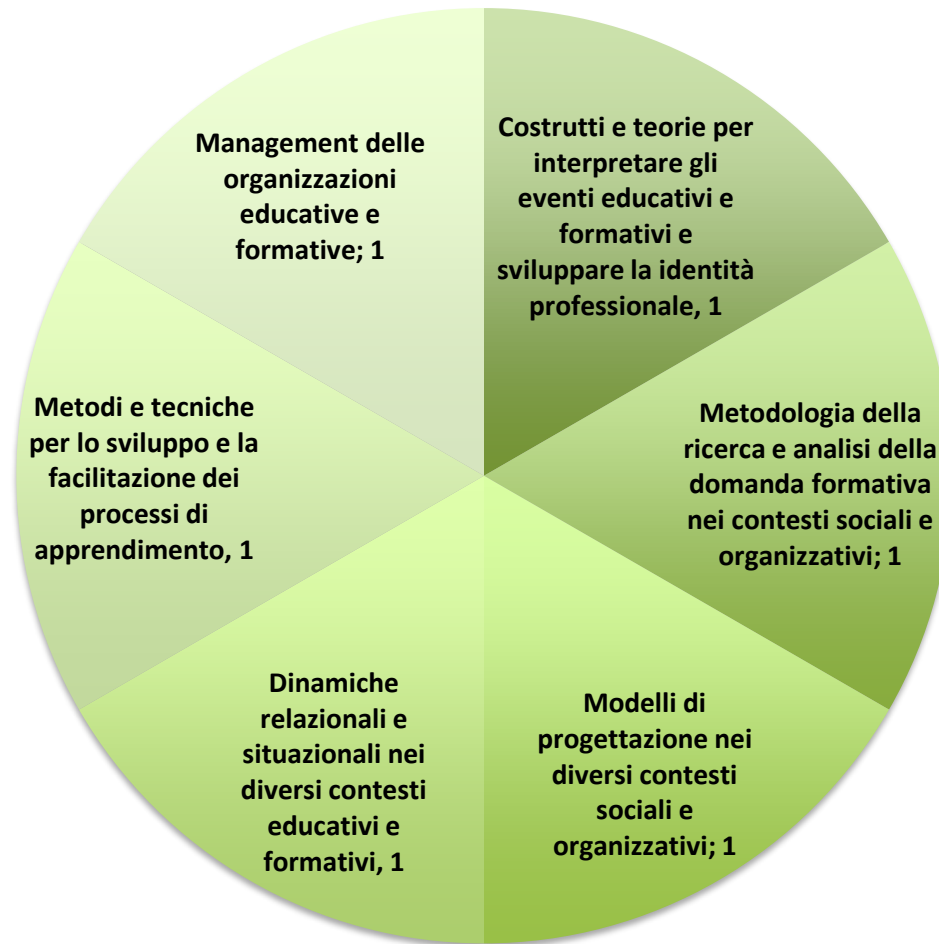 Costrutti e teorie per
interpretare gli
eventi educativi e
formativi e
sviluppare la identità
professionale, 1
Metodologia della
ricerca e analisi della
domanda formativa
nei contesti sociali e
organizzativi; 1
Modelli di
progettazione nei
diversi contesti
sociali e
organizzativi; 1
Dinamiche
relazionali e
situazionali nei
diversi contesti
educativi e
formativi, 1
Metodi e tecniche
per lo sviluppo e la
facilitazione dei
processi di
apprendimento, 1
Management delle
organizzazioni
educative e
formative; 1